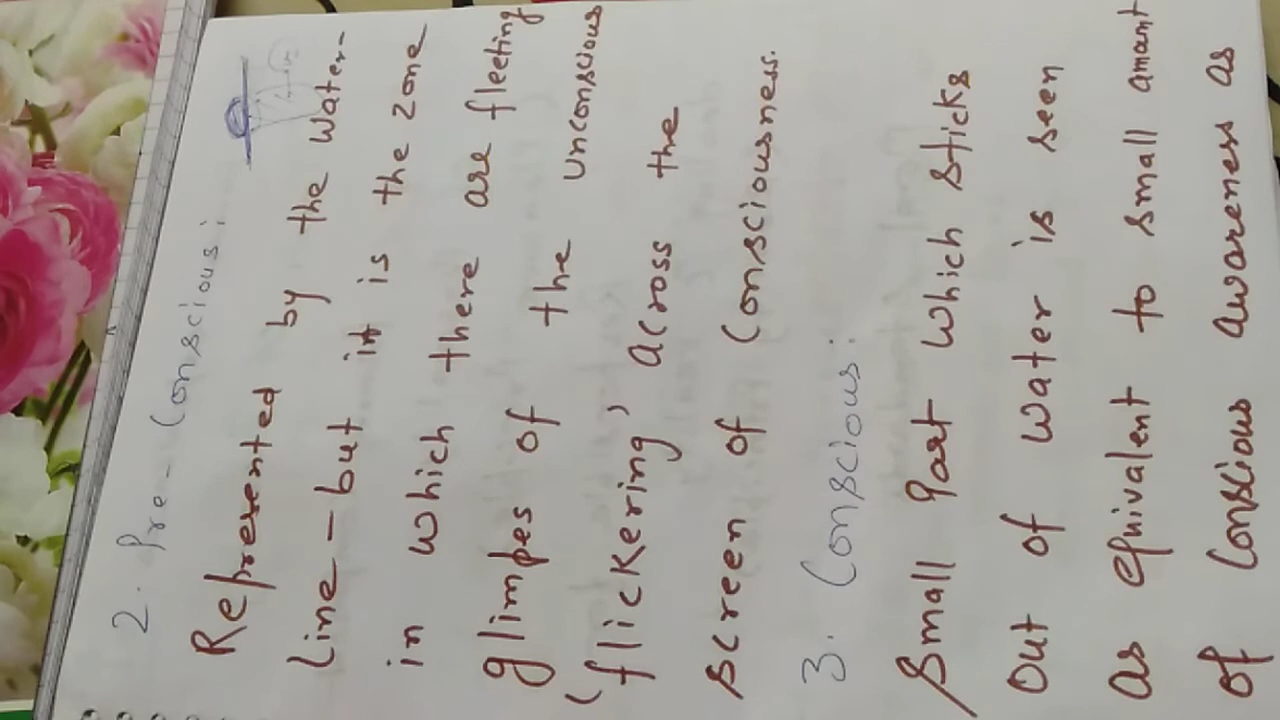 2. Pre-Conscious:
Represented by the water-
Line-but it is the zone
in which there are fleeting
glimpes of the unconscious
(flickering) across the
screen of Consciousness.
3. Conscious:
Small Part which sticks
Out of water is seen
as equivalent to small amant
of Conscious awareness as